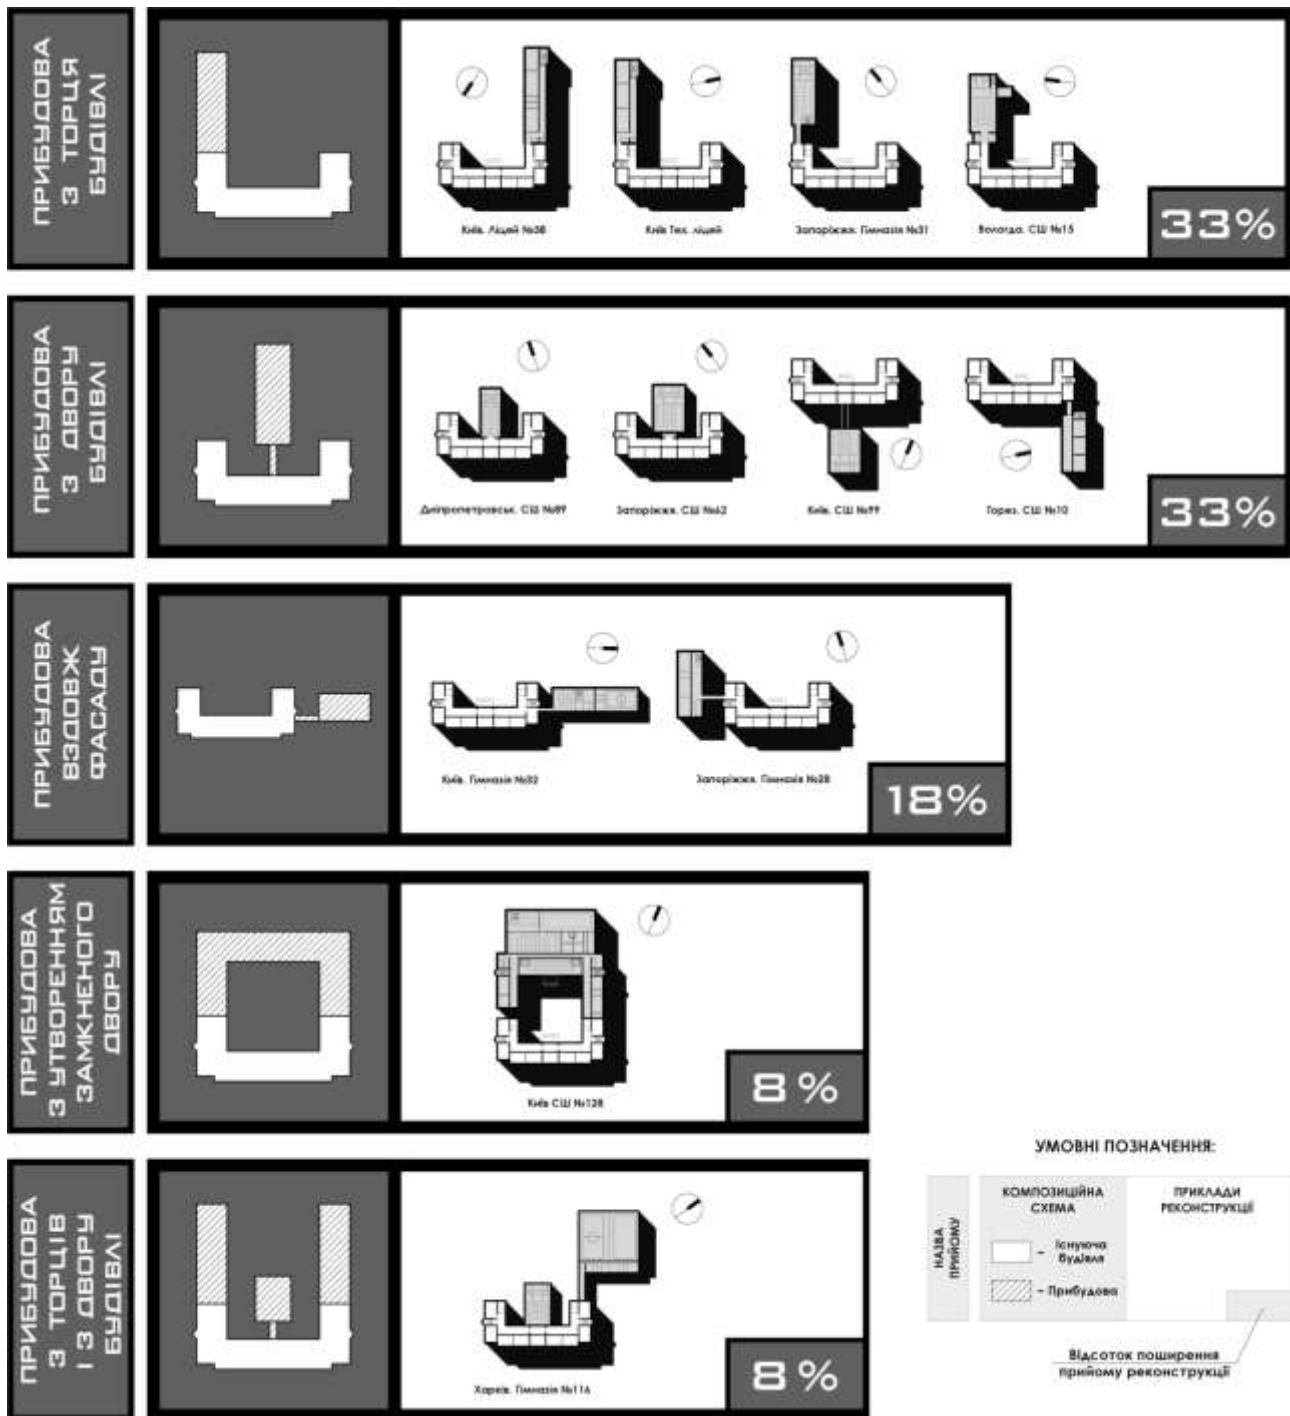 ПРИБУДОВА
З ТОРЦЯ
БУДІВЛІ
Київ. Ліцей №38
Київ Тех. ліцей
Запоріжжя. Гімназія №31
Вологда. СШ №15
33%
ПРИБУДОВА
З ДВОРУ
БУДІВЛІ
Дніпропетровськ. СШ №89
Запоріжжя. СШ №62
Київ. СШ №99
Торез. СШ №10
33%
ПРИБУДОВА
ВЗДОВЖ
ФАСАДУ
Київ. Гімназія №32
Запоріжжя. Гімназія №28
18%
ПРИБУДОВА
З УТВОРЕННЯМ
ЗАМКНЕНОГО
ДВОРУ
Київ СШ №128
8%
ПРИБУДОВА
З ТОРЦІВ
І З ДВОРУ
БУДІВЛІ
Харків. Гімназія №116
8%
УМОВНІ ПОЗНАЧЕННЯ:
НАЗВА
ПРИЙОМУ
КОМПОЗИЦІЙНА
СХЕМА
– Існуюча
будівля
– Прибудова
ПРИКЛАДИ
РЕКОНСТРУКЦІЇ
Відсоток поширення
прийому реконструкції